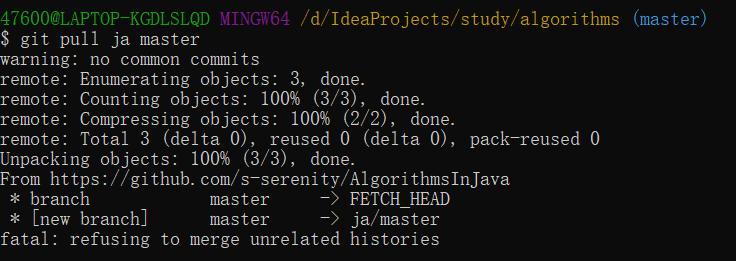 47600@LAPTOP-KGDLSLQD MINGW64 /d/IdeaProjects/study/algorithms (master)
$ git pull ja master
warning: no common commits
remote: Enumerating objects: 3, done.
remote: Counting objects: 100% (3/3), done.
remote: Compressing objects: 100% (2/2), done.
remote: Total 3 (delta 0), reused 0 (delta 0), pack-reused 0
Unpacking objects: 100% (3/3), done.
From https://github.com/s-serenity/AlgorithmsInJava
 * branch            master     -> FETCH_HEAD
 * [new branch]      master     -> ja/master
fatal: refusing to merge unrelated histories